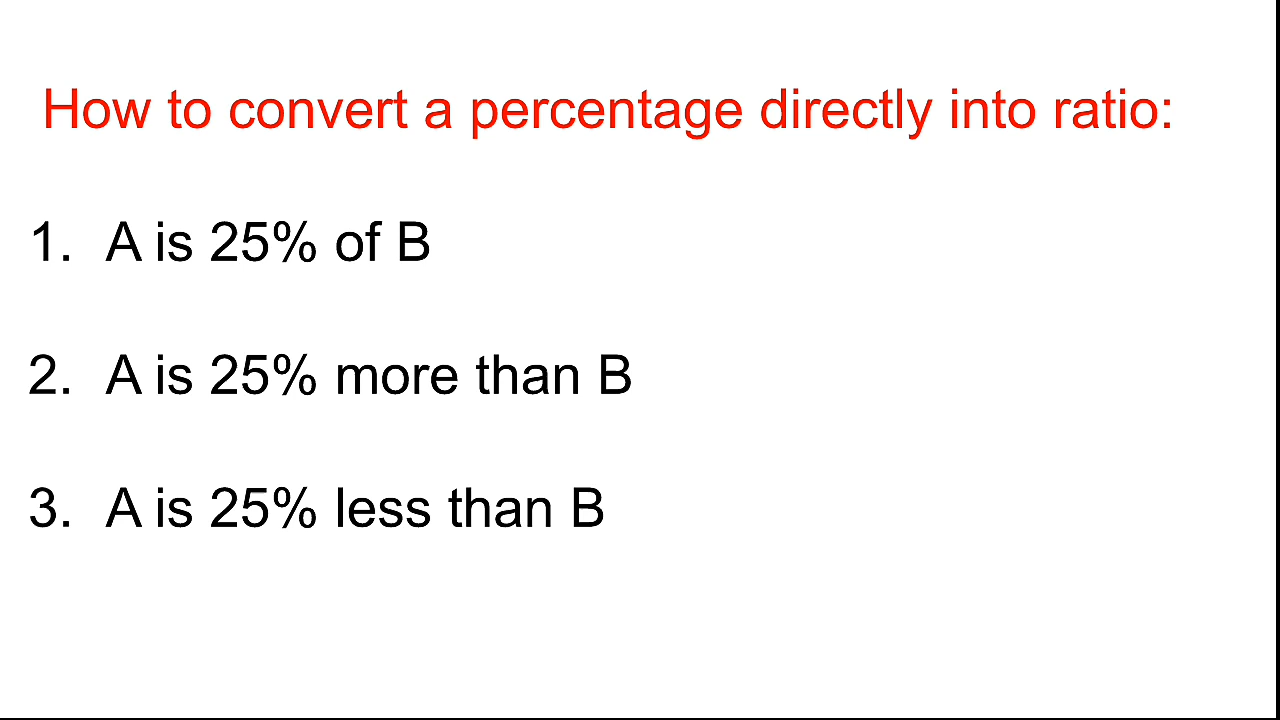 How to convert a percentage directly into ratio:
1. A is 25% of B
2. A is 25% more than B
3. A is 25% less than B